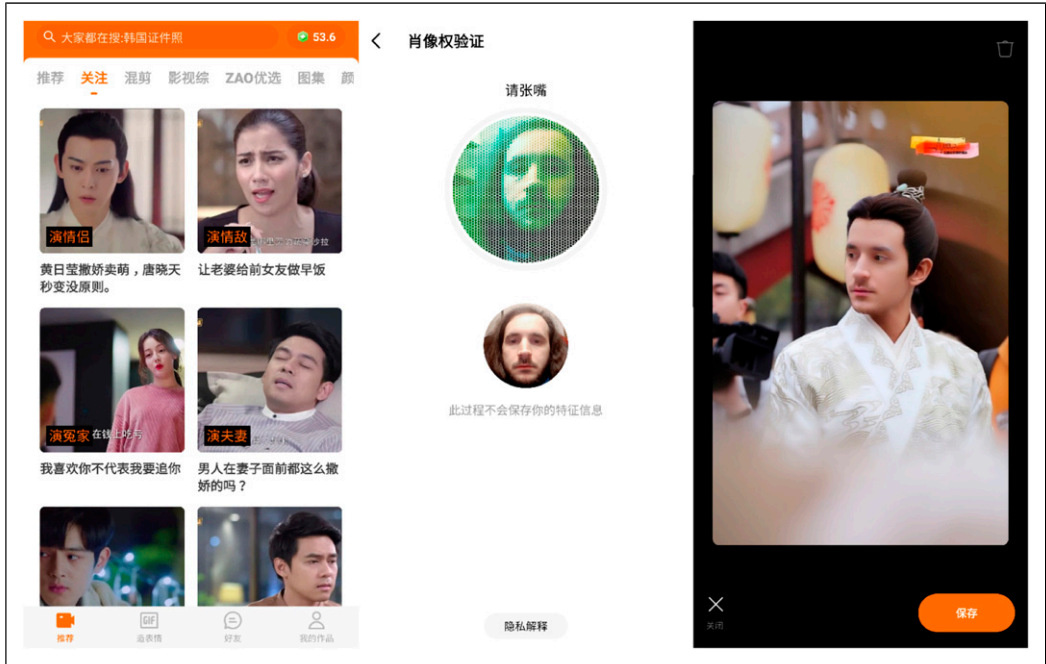 大家都在搜:韩国证件照
53.6
推荐 关注 混剪 影视综 ZAO优选 图集 颜
演情侣
演情敌
黄日莹撒娇卖萌，唐晓天
秒变没原则。
让老婆给前女友做早饭
演冤家
演夫妻
我喜欢你不代表我要追你
男人在妻子面前都这么撒
娇的吗？
推荐
GIF
追表情
好友
我的作品
肖像权验证
请张嘴
此过程不会保存你的特征信息
隐私解释
关闭
保存